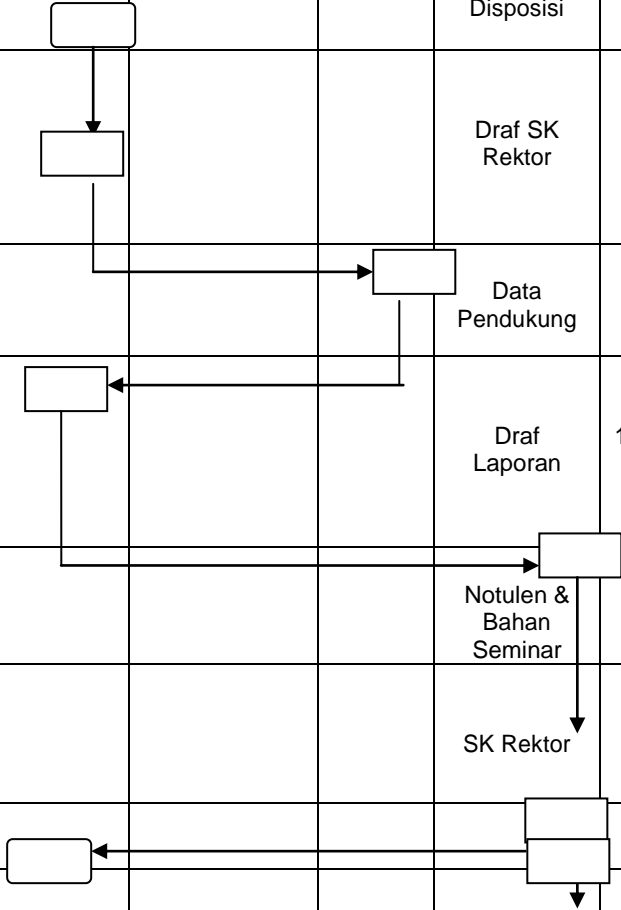 Disposisi
Draf SK
Rektor
Data
Pendukung
Draf
Laporan
Notulen &
Bahan
Seminar
SK Rektor